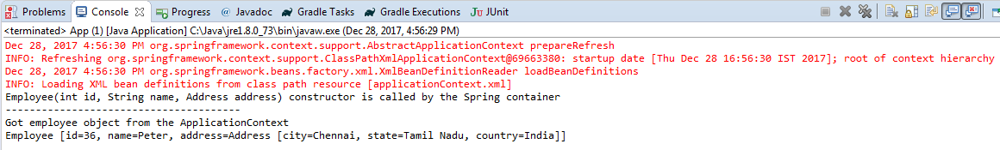 Problems Console Progress @ Javadoc Gradle Tasks Gradle Executions JUnit
<terminated> App (1) [Java Application] C:\Java\jre1.8.0_73\bin\javaw.exe (Dec 28, 2017 4:56:29 PM)
Dec 28, 2017 4:56:30 PM org.springframework.context.support.AbstractApplicationContext prepareRefresh
INFO: Refreshing org.springframework.context.support.ClassPathXmlApplicationContext@69663380: startup date [Thu Dec 28 16:56:30 IST 2017]; root of context hierarchy
Dec 28, 2017 4:56:30 PM org.springframework.beans.factory.xml.XmlBeanDefinitionReader loadBeanDefinitions
INFO: Loading XML bean definitions from class path resource [applicationContext.xml]
Employee(int id, String name, Address address) constructor is called by the Spring container
---------------------------------------
Got employee object from the ApplicationContext
Employee [id=36, name=Peter, address=Address [city=Chennai, state=Tamil Nadu, country=India]]